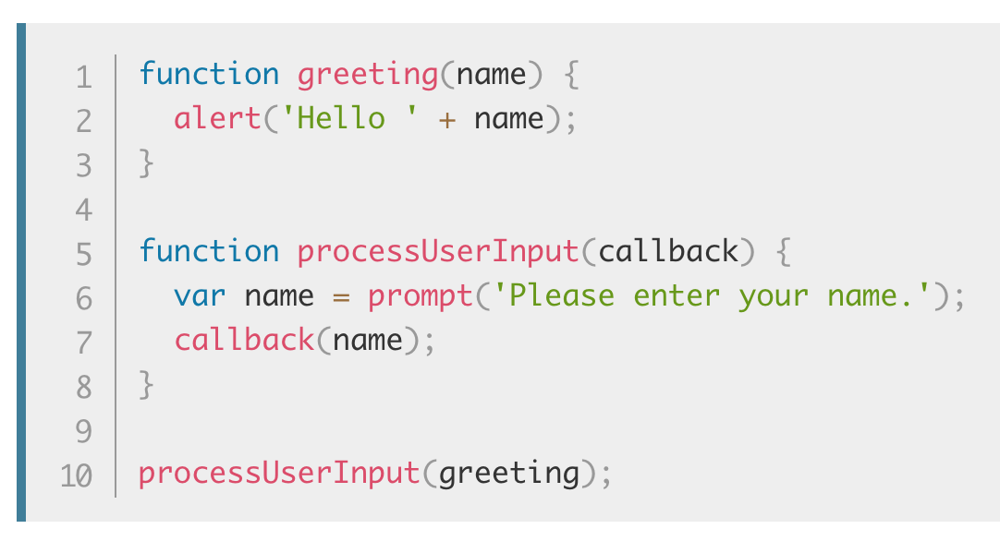 1 function greeting(name) {
2   alert('Hello ' + name);
3 }
4
5 function processUserInput(callback) {
6   var name = prompt('Please enter your name.');
7   callback(name);
8 }
9
10 processUserInput(greeting);